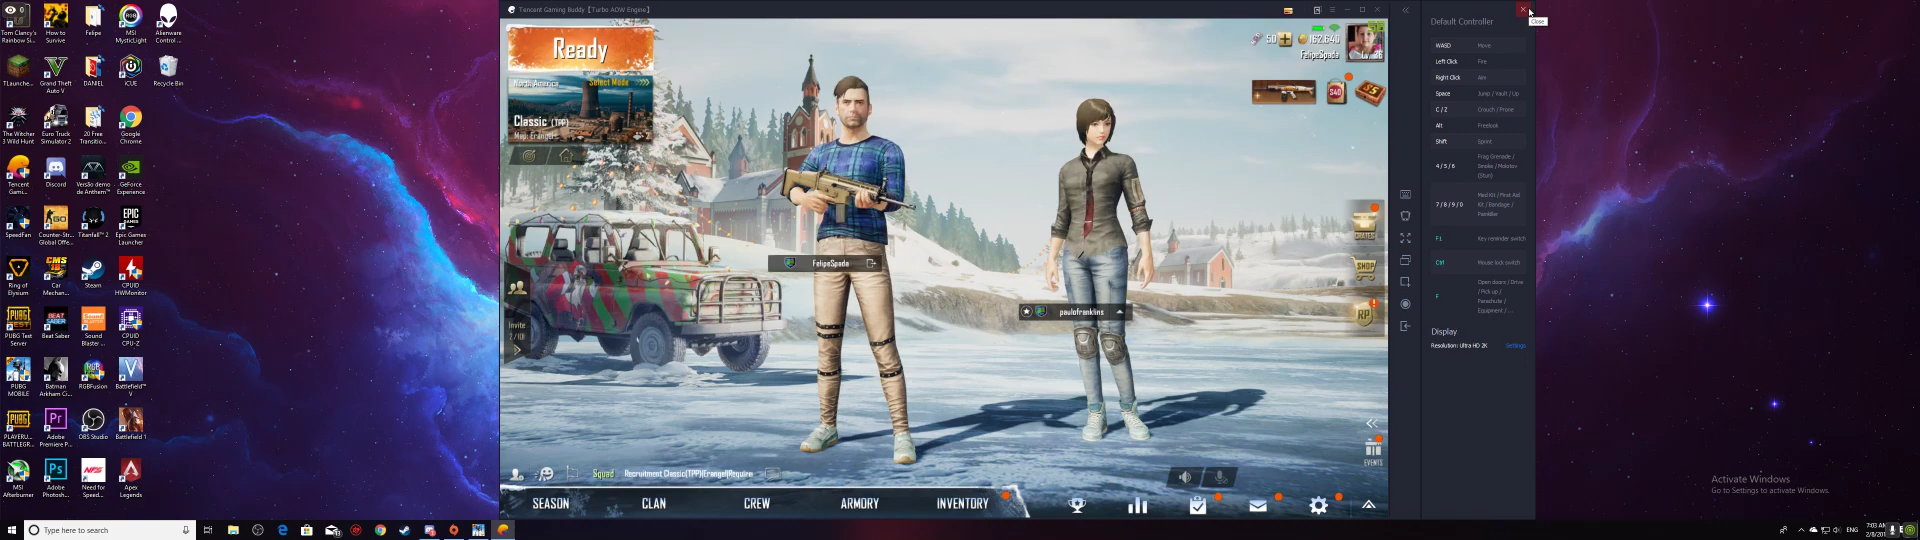 Tom Clancy's
Rainbow Si...
How to
Survive
Felipe
MSI
MysticLight
Alienware
Control ...
TLaunche...
Grand Theft
Auto V
DANIEL
iCUE
Recycle Bin
The Witcher
3 Wild Hunt
Euro Truck
Simulator 2
20 Free
Transitio...
Google
Chrome
Tencent
Gami...
Discord
Versão demo
de Anthem™
GeForce
Experience
SpeedFan
Counter-Str...
Global Offe...
Titanfall™ 2
Epic Games
Launcher
Ring of
Elysium
Car
Mechan...
Steam
CPUID
HWMonitor
PUBG Test
Server
Beat Saber
Sound
Blaster ...
CPUID
CPU-Z
PUBG
MOBILE
Batman
Arkham Ci...
RGBFusion
Battlefield™
V
PLAYERU...
BATTLEGR...
Adobe
Premiere P...
OBS Studio
Battlefield 1
MSI
Afterburner
Adobe
Photosh...
Need for
Speed...
Apex
Legends
Type here to search
Tencent Gaming Buddy【Turbo AOW Engine】
Ready
North America
Select Mode
Classic (TPP)
Map: Erangel
50
162,640
FelipeSpada
Lv. 26
FelipeSpada
paulofranklins
Invite
CRATES
SHOP
RP
EVENTS
Squad
Recruitment Classic(TPP)|Erangel|Require
SEASON
CLAN
CREW
ARMORY
INVENTORY
Close
Default Controller
WASD Move
Left Click Fire
Right Click Aim
Space Jump / Vault / Up
C / Z Crouch / Prone
Alt Freelook
Shift Sprint
4 / 5 / 6 Frag Grenade /
Smoke / Molotov
(Stun)
7 / 8 / 9 / 0 Med Kit / First Aid
Kit / Bandage /
Painkiller
F1 Key reminder switch
Ctrl Mouse lock switch
F Open doors / Drive
/ Pick up /
Parachute /
Equipment / ...
Display
Resolution: Ultra HD 2K Settings
Activate Windows
Go to Settings to activate Windows.
ENG
7:03 AM